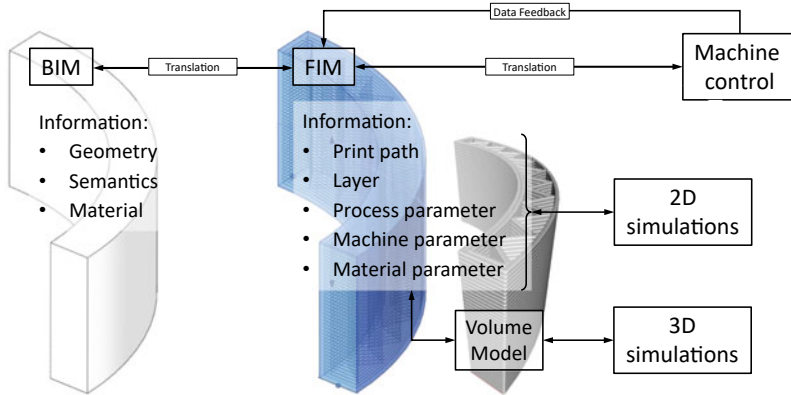 Data Feedback
BIM
Translation
FIM
Translation
Machine
control
Information:
• Geometry
• Semantics
• Material
Information:
• Print path
• Layer
• Process parameter
• Machine parameter
• Material parameter
2D
simulations
Volume
Model
3D
simulations